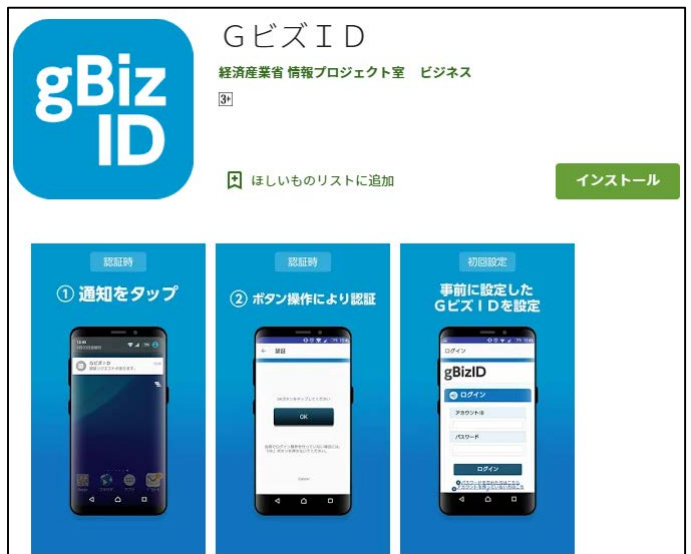 gBiz
ID
GビズID
経済産業省 情報プロジェクト室 ビジネス
3+
ほしいものリストに追加
インストール
認証時
① 通知をタップ
認証時
② ボタン操作により認証
OK
初回設定
事前に設定した
GビズIDを設定
ログイン
gBizID
ログイン
アカウントID
パスワード
ログイン